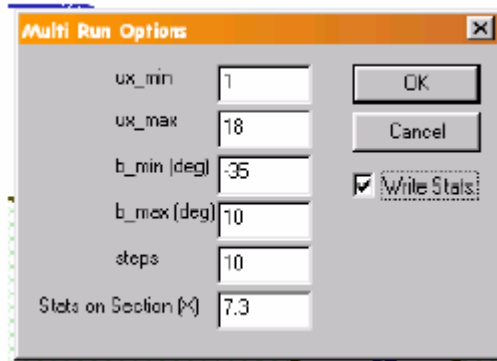 Multi Run Options
ux_min 1
OK
ux_max 18
Cancel
b_min (deg) -35
Write Stats
b_max (deg) 10
steps 10
Stats on Section (X) 7.3